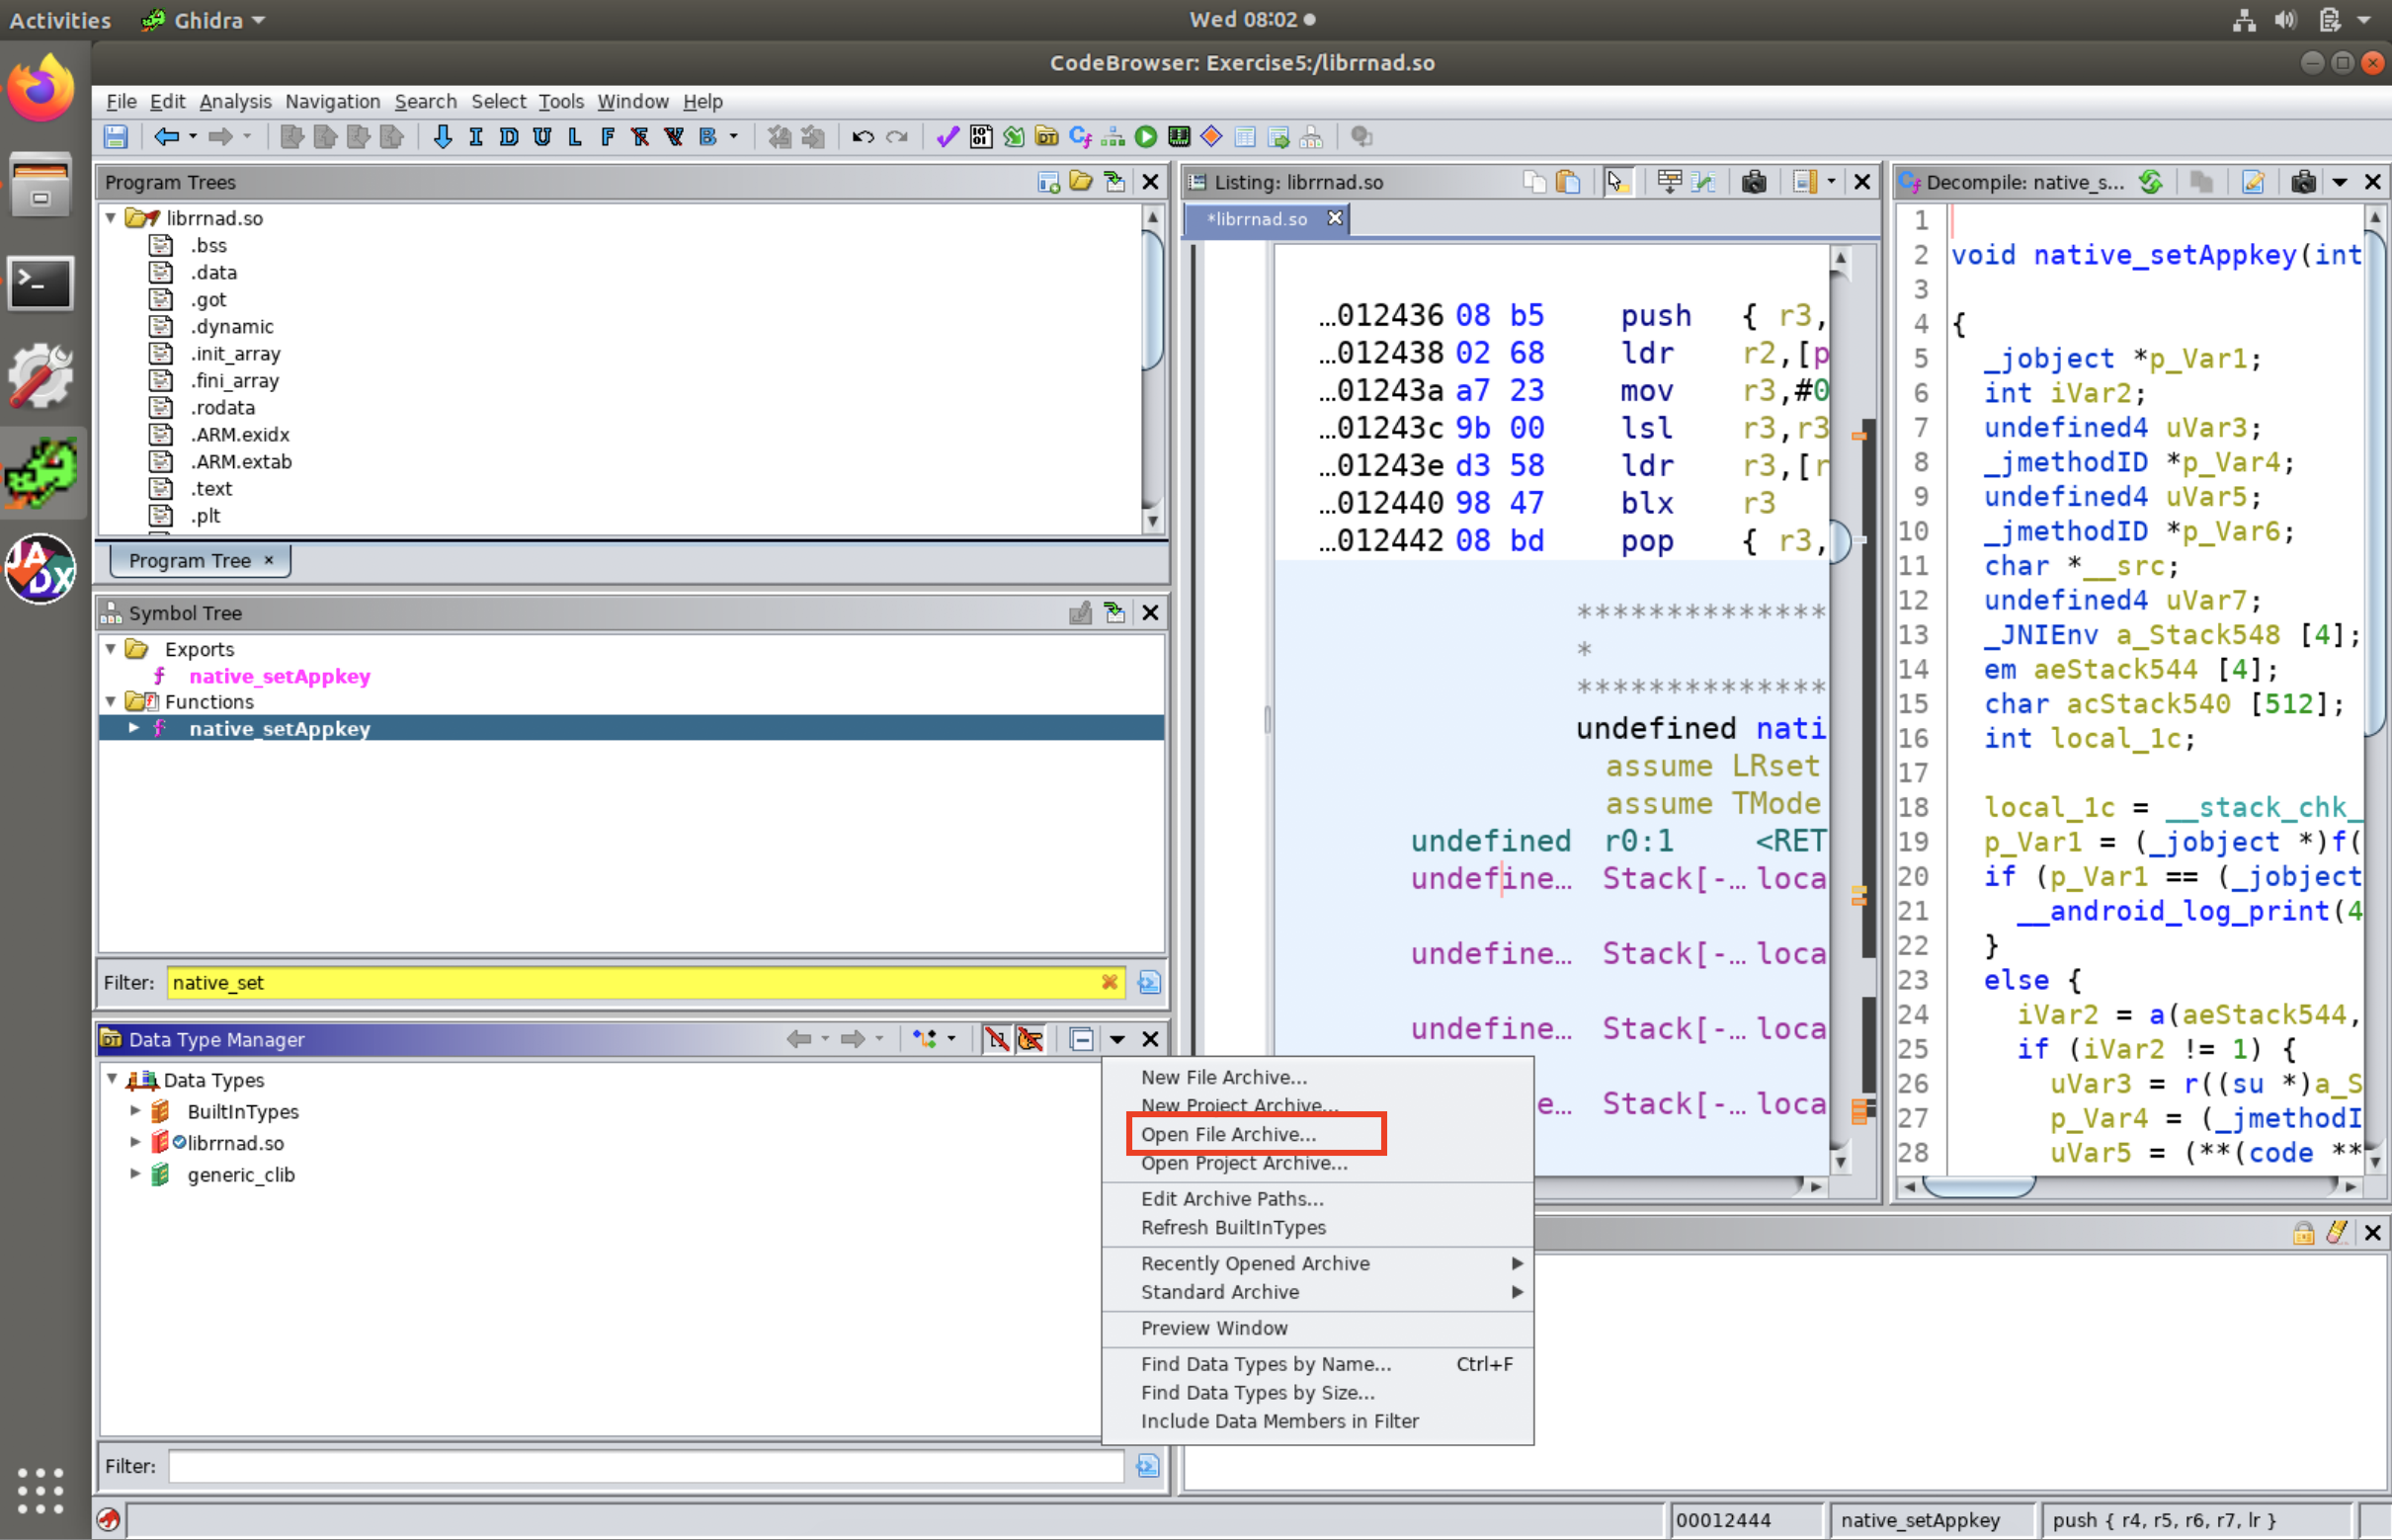 Activities Ghidra Wed 08:02
CodeBrowser: Exercise5:/librrnad.so
File Edit Analysis Navigation Search Select Tools Window Help
I D U L F B
Program Trees
librrnad.so
.bss
.data
.got
.dynamic
.init_array
.fini_array
.rodata
.ARM.exidx
.ARM.extab
.text
.plt
Program Tree ×
Symbol Tree
Exports
f native_setAppkey
Functions
f native_setAppkey
Filter: native_set
Data Type Manager
Data Types
BuiltInTypes
librrnad.so
generic_clib
Filter:
New File Archive...
New Project Archive...
Open File Archive...
Open Project Archive...
Edit Archive Paths...
Refresh BuiltInTypes
Recently Opened Archive
Standard Archive
Preview Window
Find Data Types by Name... Ctrl+F
Find Data Types by Size...
Include Data Members in Filter
Listing: librrnad.so
*librrnad.so
...012436 08 b5 push { r3,
...012438 02 68 ldr r2,[p
...01243a a7 23 mov r3,#0
...01243c 9b 00 lsl r3,r3
...01243e d3 58 ldr r3,[r
...012440 98 47 blx r3
...012442 08 bd pop { r3,
**************
*
**************
undefined nati
assume LRset
assume TMode
undefined r0:1 <RET
undefine... Stack[-... loca
undefine... Stack[-... loca
undefine... Stack[-... loca
e... Stack[-... loca
Decompile: native_s...
1
2 void native_setAppkey(int
3
4 {
5 _jobject *p_Var1;
6 int iVar2;
7 undefined4 uVar3;
8 _jmethodID *p_Var4;
9 undefined4 uVar5;
10 _jmethodID *p_Var6;
11 char *__src;
12 undefined4 uVar7;
13 _JNIEnv a_Stack548 [4];
14 em aeStack544 [4];
15 char acStack540 [512];
16 int local_1c;
17
18 local_1c = __stack_chk_
19 p_Var1 = (_jobject *)f(
20 if (p_Var1 == (_jobject
21 __android_log_print(4
22 }
23 else {
24 iVar2 = a(aeStack544,
25 if (iVar2 != 1) {
26 uVar3 = r((su *)a_S
27 p_Var4 = (_jmethodI
28 uVar5 = (**(code **
00012444 native_setAppkey push { r4, r5, r6, r7, lr }
JADX